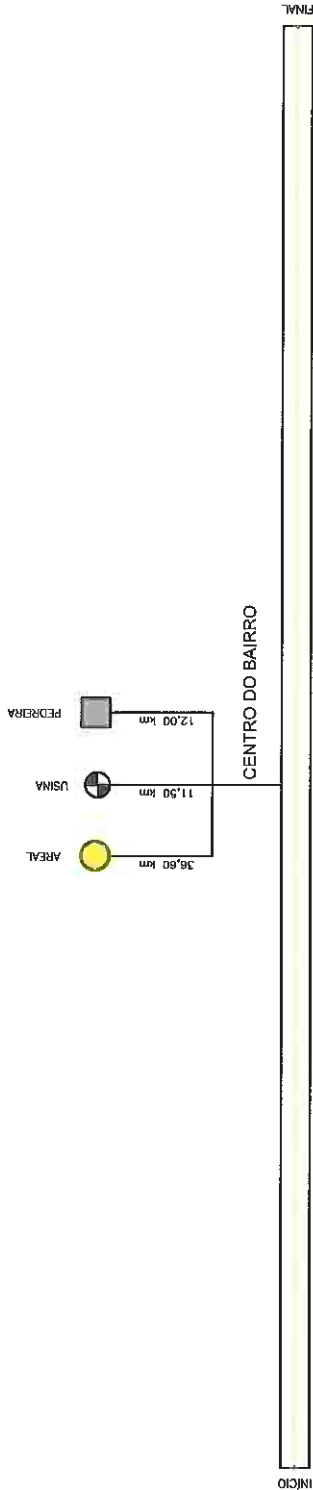 FINAL
CENTRO DO BAIRRO
PEDREIRA
12,00 km
USINA
11,50 km
AREAL
36,60 km
INÍCIO